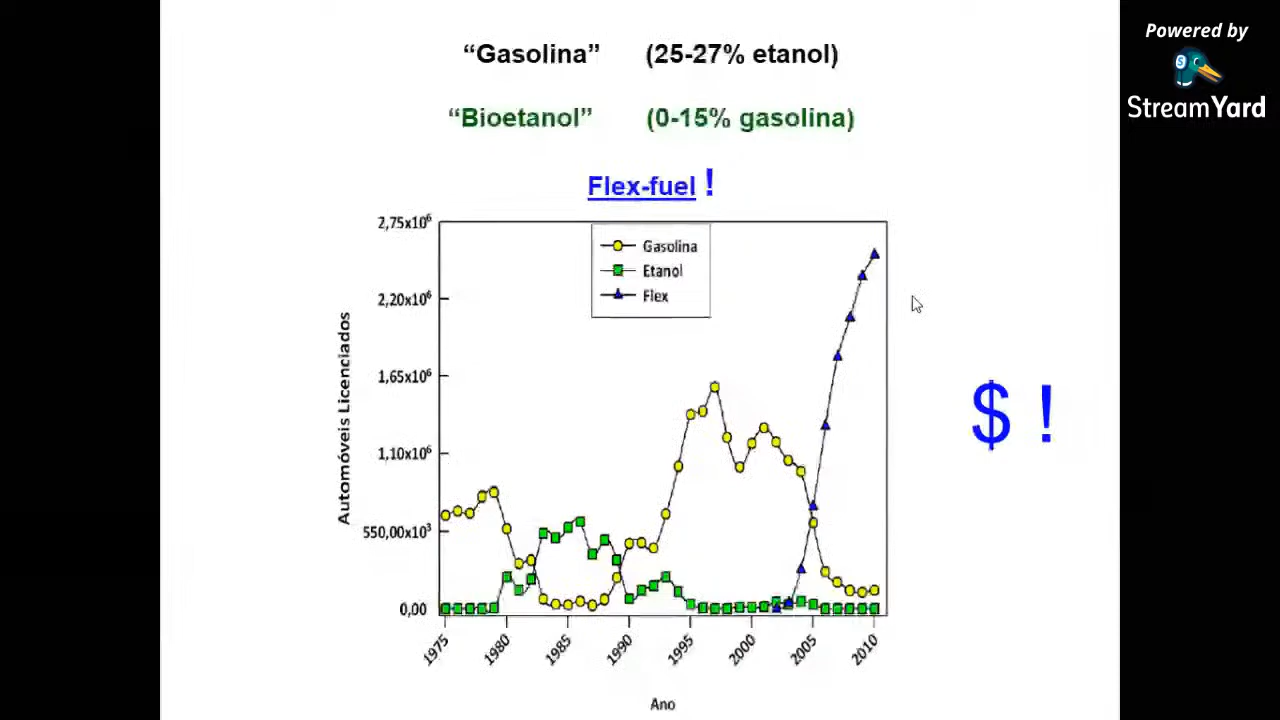 “Gasolina” (25-27% etanol)
“Bioetanol” (0-15% gasolina)
Flex-fuel !
Powered by
StreamYard
Gasolina
Etanol
Flex
Automóveis Licenciados
2,75x10⁶
2,20x10⁶
1,65x10⁶
1,10x10⁶
550,00x10³
0,00
1975 1980 1985 1990 1995 2000 2005 2010
Ano
$ !